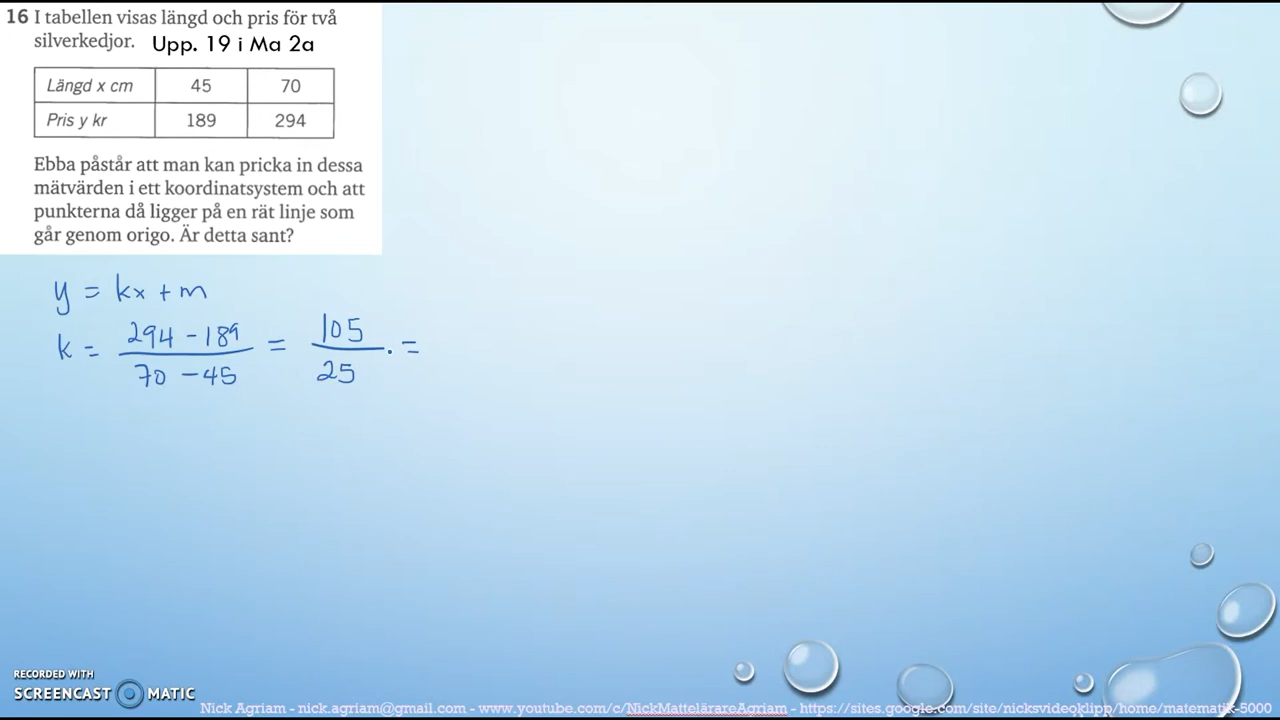 16 I tabellen visas längd och pris för två
silverkedjor. Upp. 19 i Ma 2a
Längd x cm 45 70
Pris y kr 189 294
Ebba påstår att man kan pricka in dessa
mätvärden i ett koordinatsystem och att
punkterna då ligger på en rät linje som
går genom origo. Är detta sant?
y = kx + m
k = 294 - 189 / 70 - 45 = 105 / 25 . =
RECORDED WITH
SCREENCAST MATIC
Nick Agriam - nick.agriam@gmail.com - www.youtube.com/c/NickMattelärareAgriam - https://sites.google.com/site/nicksvideoklipp/home/matematik-5000